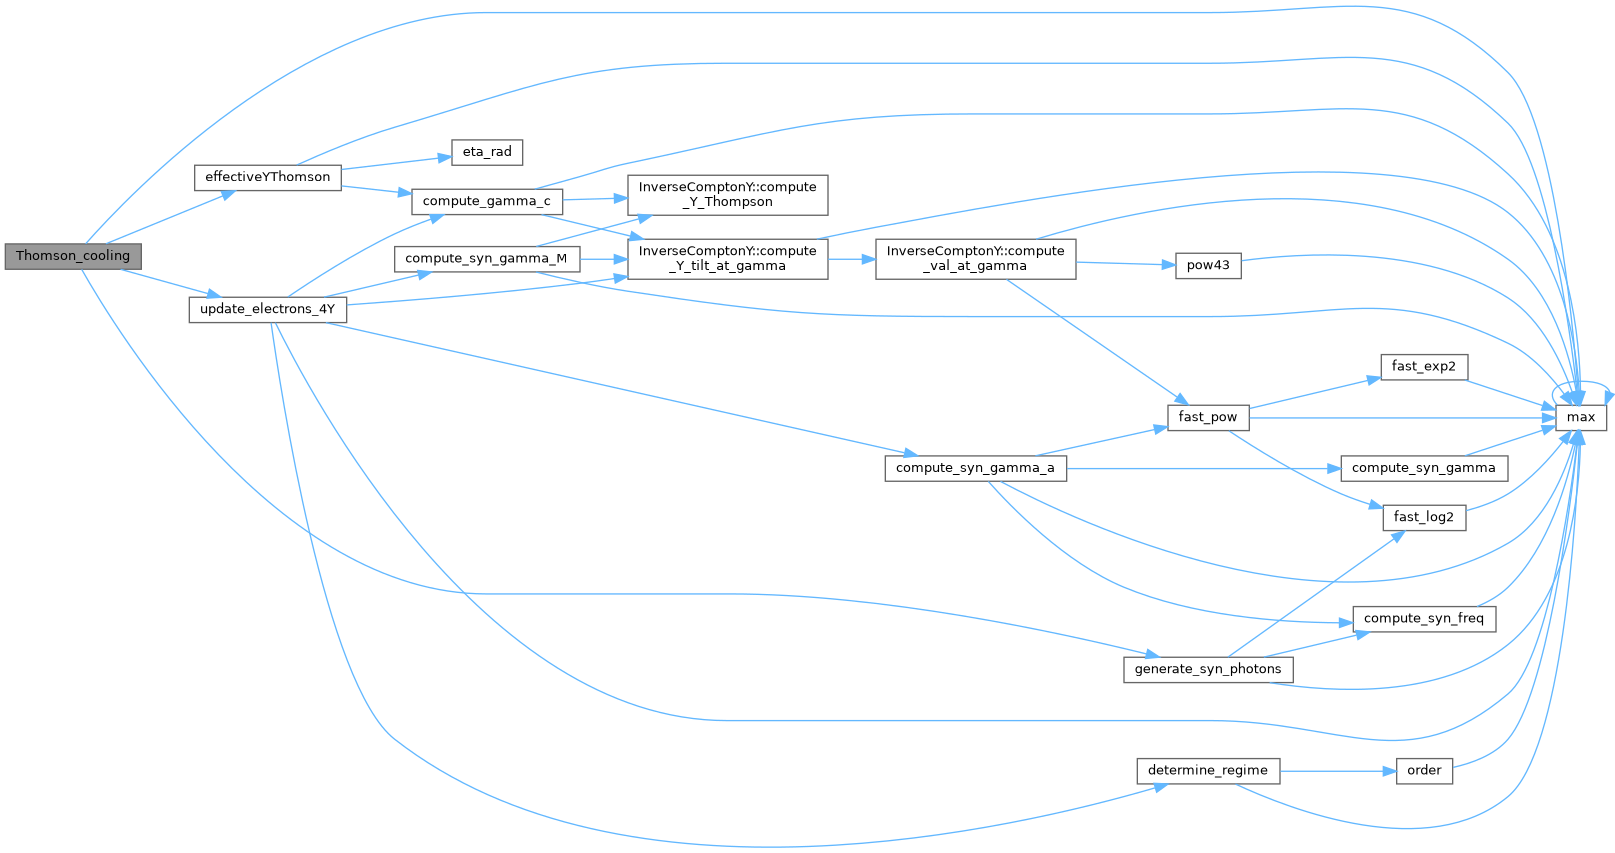 Thomson_cooling
effectiveYThomson
update_electrons_4Y
eta_rad
compute_gamma_c
compute_syn_gamma_M
InverseComptonY::compute
_Y_Thompson
InverseComptonY::compute
_Y_tilt_at_gamma
InverseComptonY::compute
_val_at_gamma
pow43
fast_exp2
fast_pow
max
compute_syn_gamma_a
compute_syn_gamma
fast_log2
compute_syn_freq
generate_syn_photons
determine_regime
order